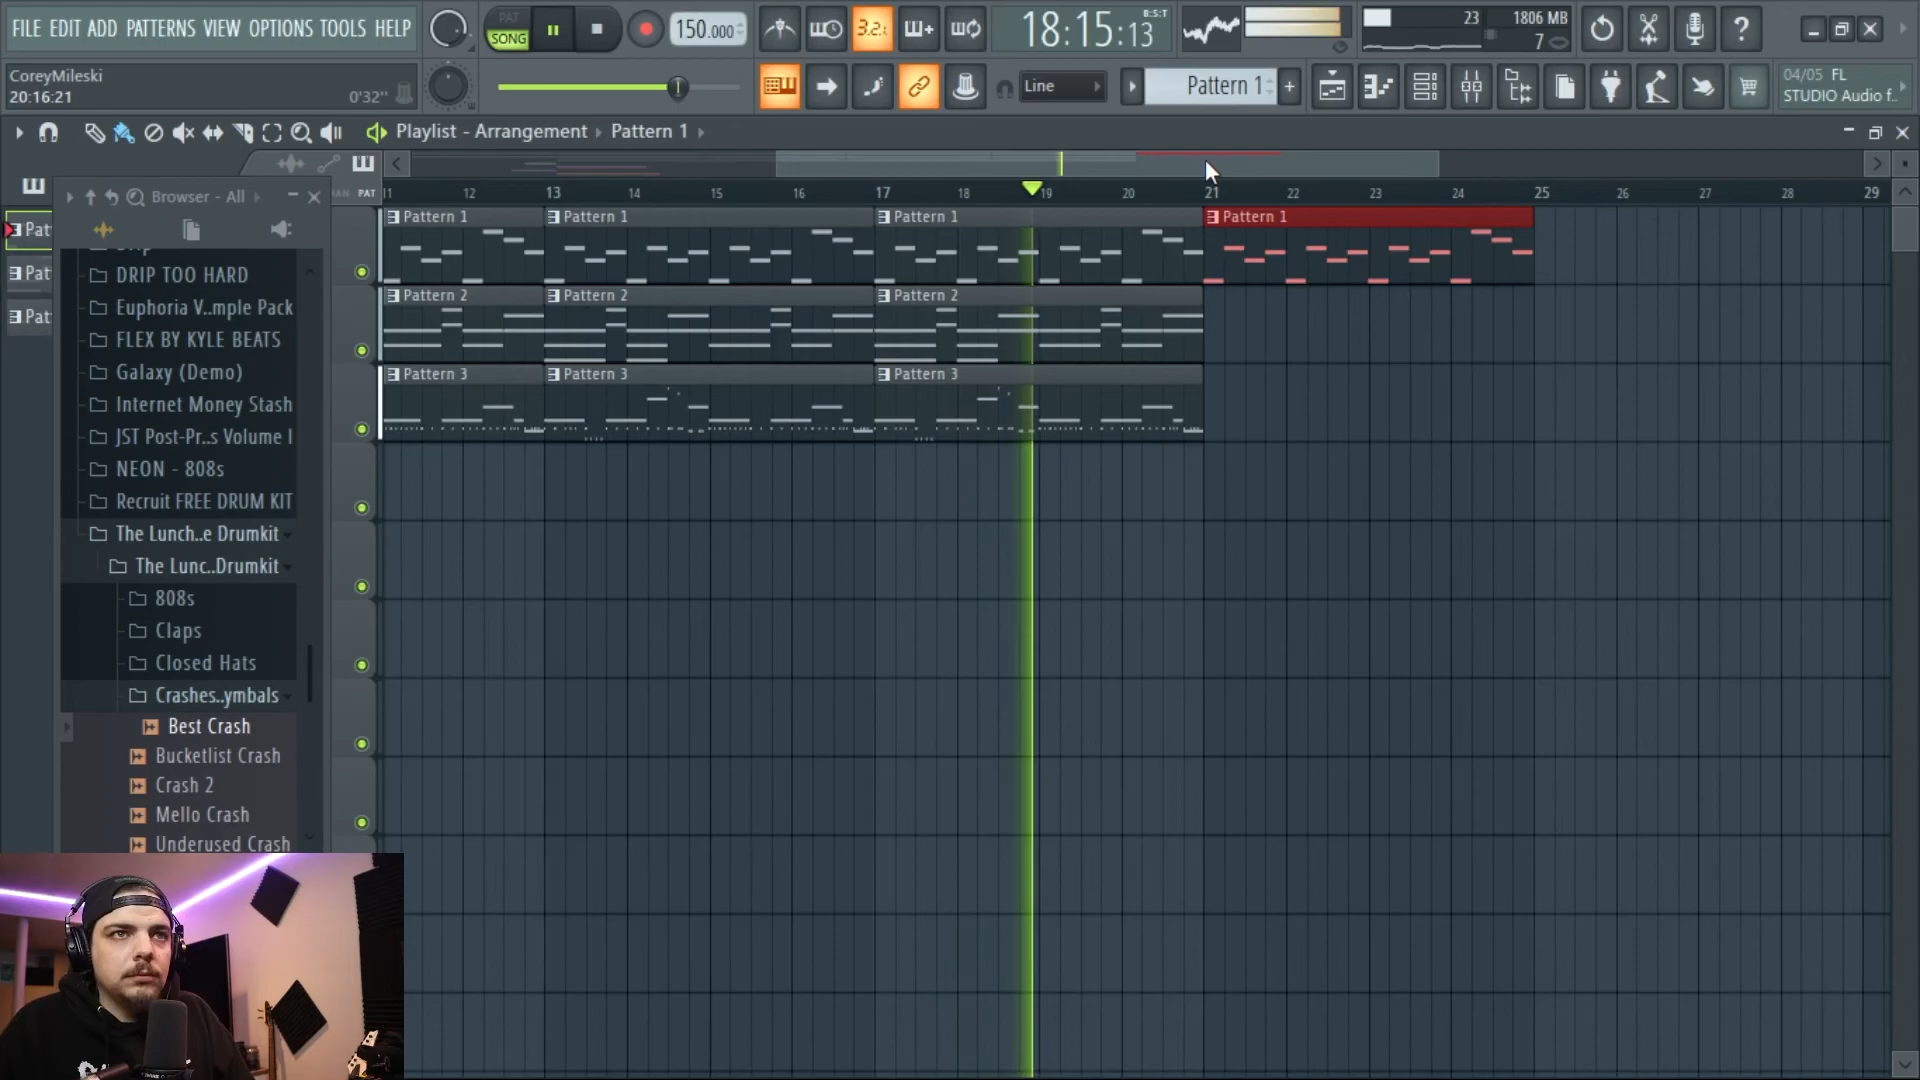 FILE EDIT ADD PATTERNS VIEW OPTIONS TOOLS HELP
PAT
SONG
150.000
3.2.
18:15:13
B:S:T
23
1806 MB
7
CoreyMileski
20:16:21
0'32"
Line
Pattern 1
04/05 FL
STUDIO Audio f..
Playlist - Arrangement
Pattern 1
PAT
11 12 13 14 15 16 17 18 19 20 21 22 23 24 25 26 27 28 29
Browser - All
Pat
Pat
Pat
DRIP TOO HARD
Euphoria V..mple Pack
FLEX BY KYLE BEATS
Galaxy (Demo)
Internet Money Stash
JST Post-Pr..s Volume I
NEON - 808s
Recruit FREE DRUM KIT
The Lunch..e Drumkit
The Lunc..Drumkit
808s
Claps
Closed Hats
Crashes..ymbals
Best Crash
Bucketlist Crash
Crash 2
Mello Crash
Underused Crash
Pattern 1 Pattern 1 Pattern 1 Pattern 1
Pattern 2 Pattern 2 Pattern 2
Pattern 3 Pattern 3 Pattern 3